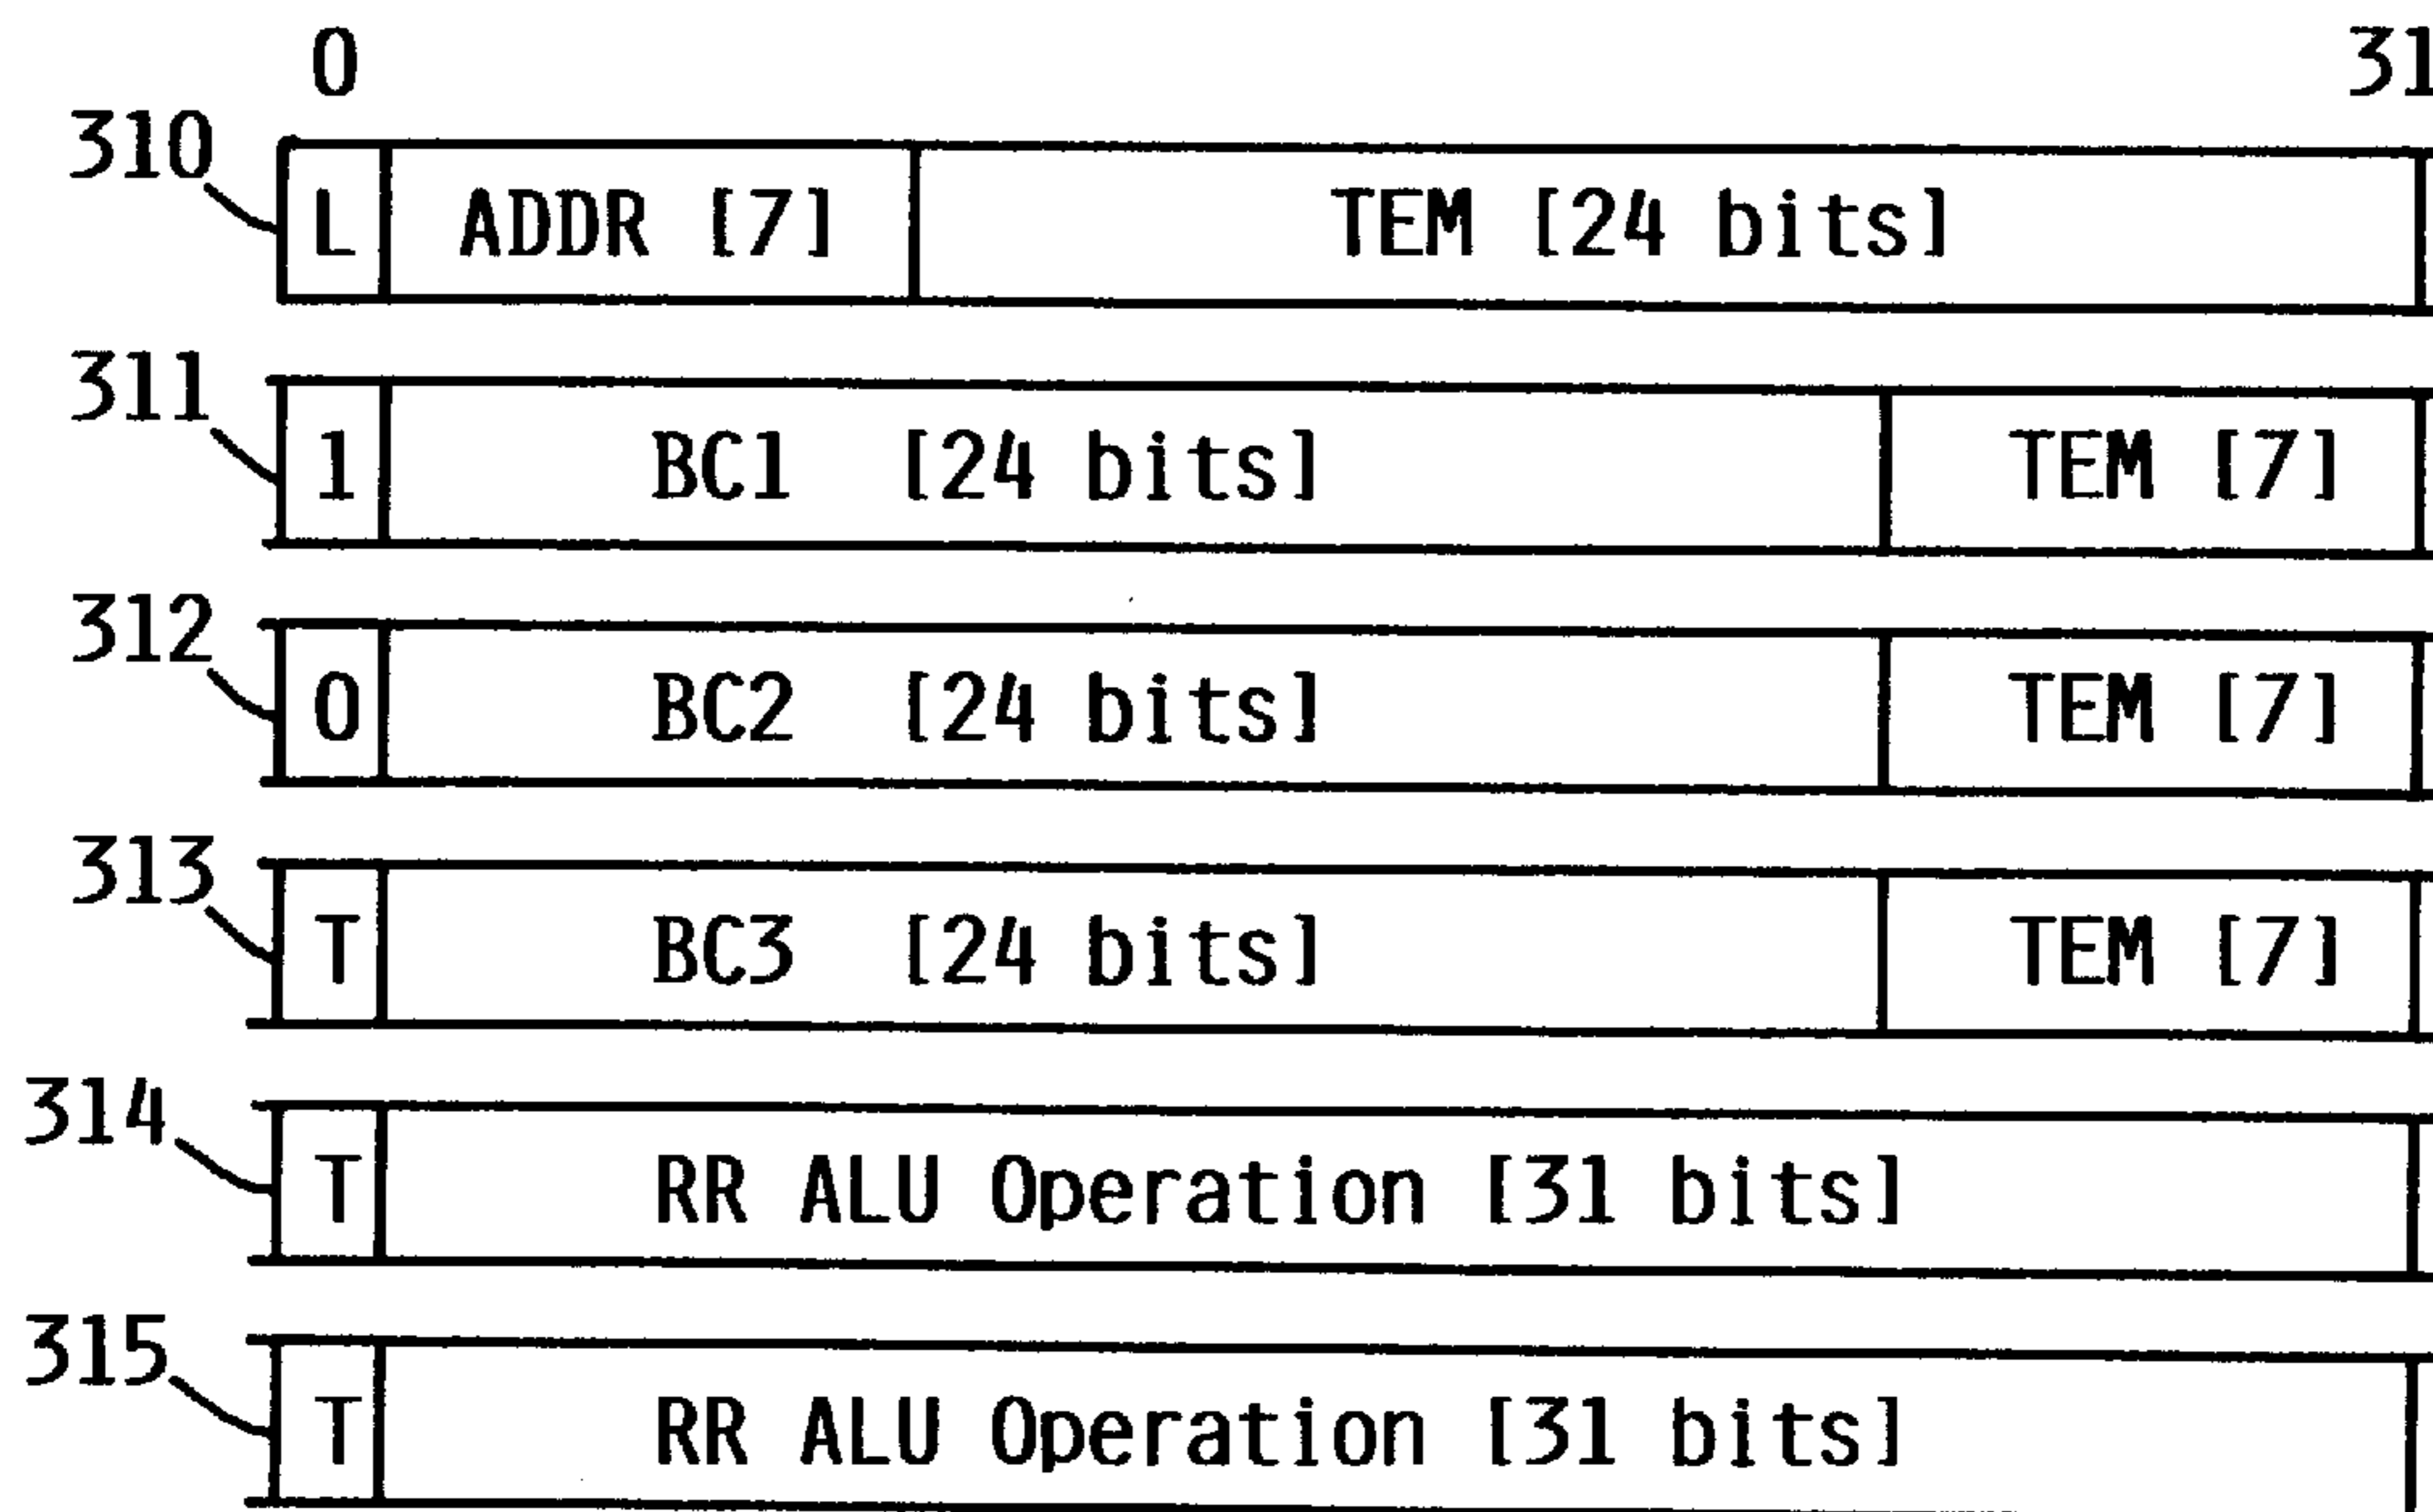 0 31
310 L ADDR [7] TEM [24 bits]
311 1 BC1 [24 bits] TEM [7]
312 0 BC2 [24 bits] TEM [7]
313 T BC3 [24 bits] TEM [7]
314 T RR ALU Operation [31 bits]
315 T RR ALU Operation [31 bits]